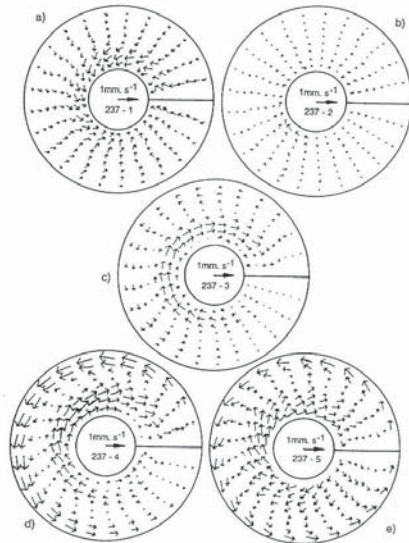 a)
1mm. s⁻¹
237 - 1
b)
1mm. s⁻¹
237 - 2
c)
1mm. s⁻¹
237 - 3
d)
1mm. s⁻¹
237 - 4
e)
1mm. s⁻¹
237 - 5